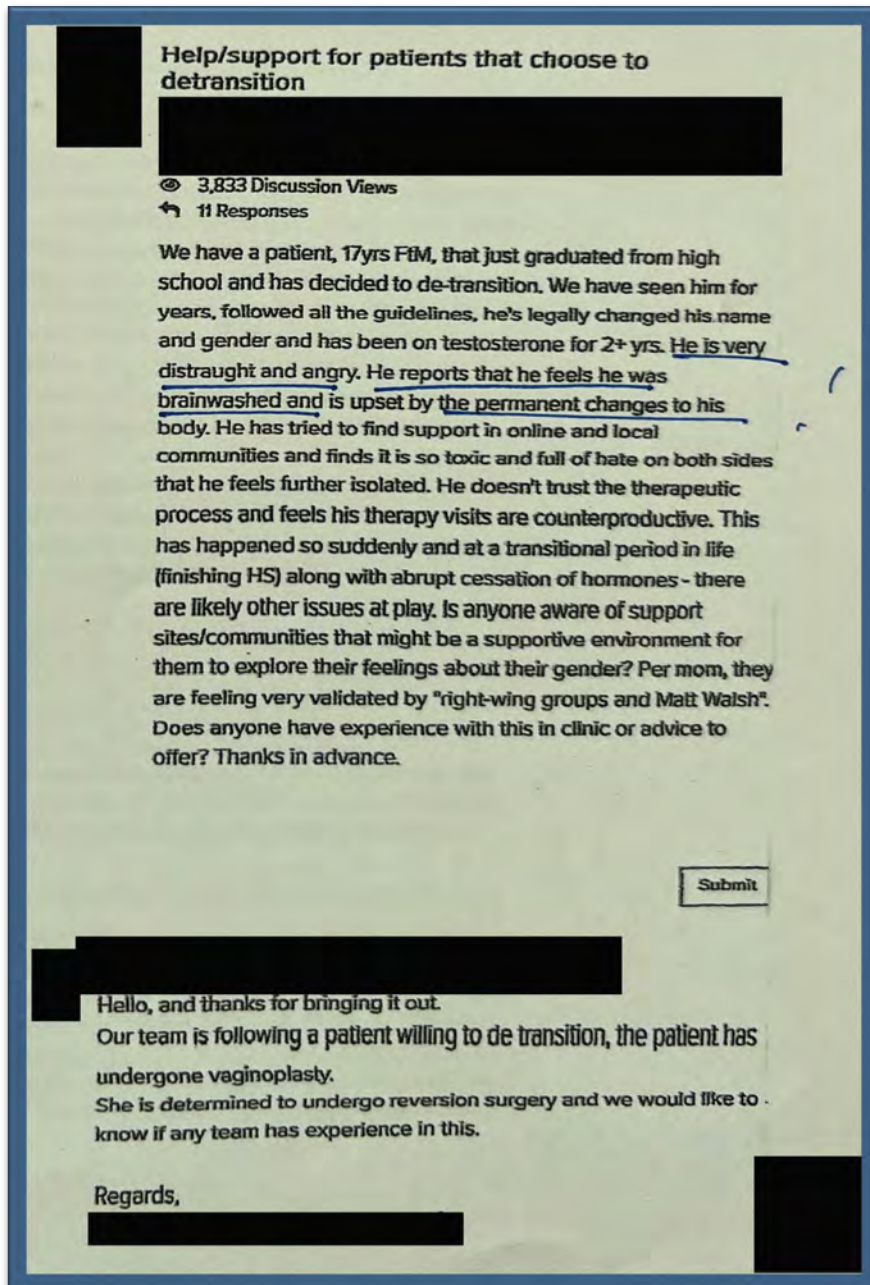 Help/support for patients that choose to
detransition
3,833 Discussion Views
11 Responses
We have a patient, 17yrs FtM, that just graduated from high
school and has decided to de-transition. We have seen him for
years, followed all the guidelines, he's legally changed his name
and gender and has been on testosterone for 2+ yrs. He is very
distraught and angry. He reports that he feels he was
brainwashed and is upset by the permanent changes to his
body. He has tried to find support in online and local
communities and finds it is so toxic and full of hate on both sides
that he feels further isolated. He doesn't trust the therapeutic
process and feels his therapy visits are counterproductive. This
has happened so suddenly and at a transitional period in life
(finishing HS) along with abrupt cessation of hormones - there
are likely other issues at play. Is anyone aware of support
sites/communities that might be a supportive environment for
them to explore their feelings about their gender? Per mom, they
are feeling very validated by "right-wing groups and Matt Walsh".
Does anyone have experience with this in clinic or advice to
offer? Thanks in advance.
Submit
Hello, and thanks for bringing it out.
Our team is following a patient willing to de transition, the patient has
undergone vaginoplasty.
She is determined to undergo reversion surgery and we would like to
know if any team has experience in this.
Regards,